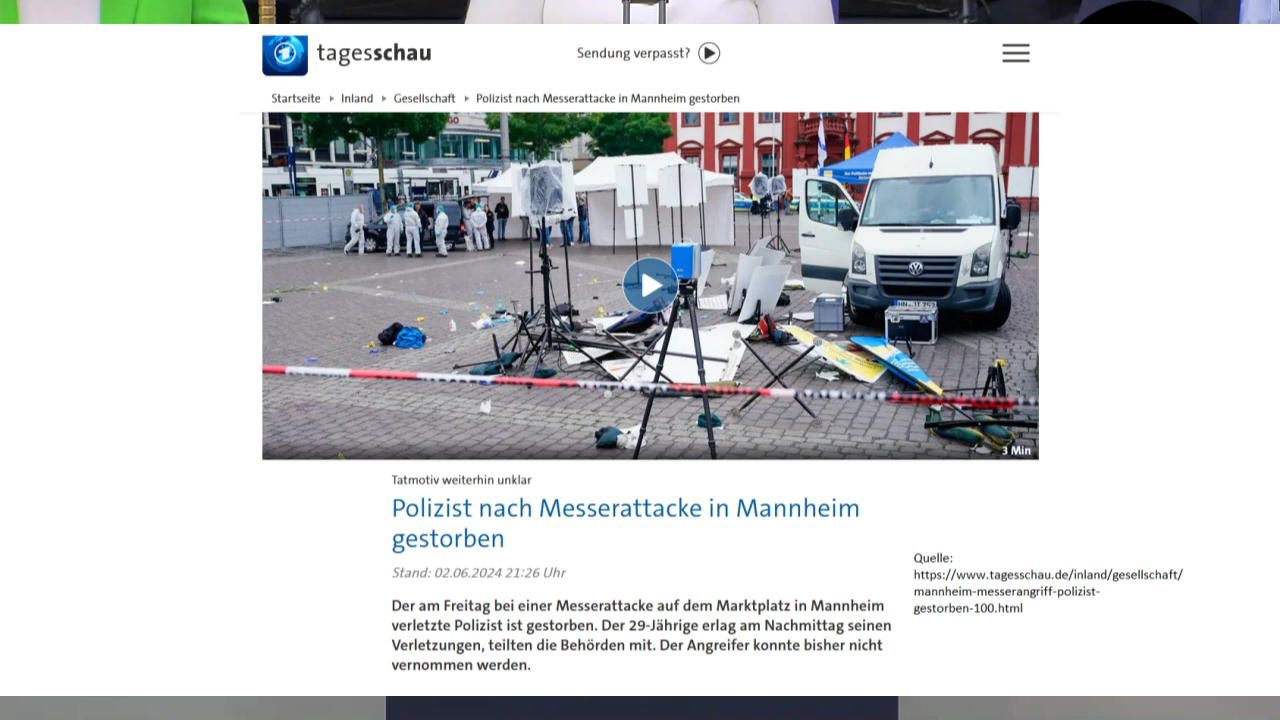 tagesschau
Sendung verpasst?
Startseite
Inland
Gesellschaft
Polizist nach Messerattacke in Mannheim gestorben
3 Min
Tatmotiv weiterhin unklar
Polizist nach Messerattacke in Mannheim
gestorben
Stand: 02.06.2024 21:26 Uhr
Der am Freitag bei einer Messerattacke auf dem Marktplatz in Mannheim
verletzte Polizist ist gestorben. Der 29-Jährige erlag am Nachmittag seinen
Verletzungen, teilten die Behörden mit. Der Angreifer konnte bisher nicht
vernommen werden.
Quelle:
https://www.tagesschau.de/inland/gesellschaft/
mannheim-messerangriff-polizist-
gestorben-100.html